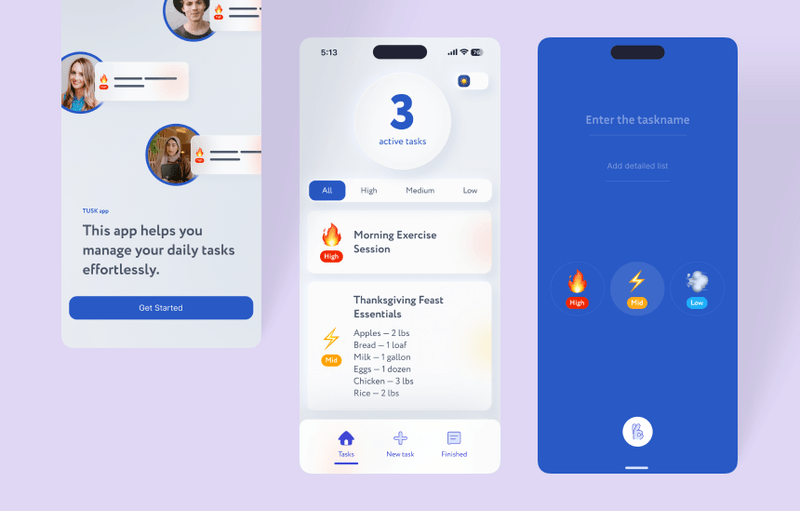 TUSK app
This app helps you
manage your daily tasks
effortlessly.
Get Started
5:13
3
active tasks
All
High
Medium
Low
Morning Exercise
Session
High
Thanksgiving Feast
Essentials
Apples — 2 lbs
Bread — 1 loaf
Milk — 1 gallon
Eggs — 1 dozen
Chicken — 3 lbs
Rice — 2 lbs
Mid
Tasks
New task
Finished
Enter the taskname
Add detailed list
High
Mid
Low